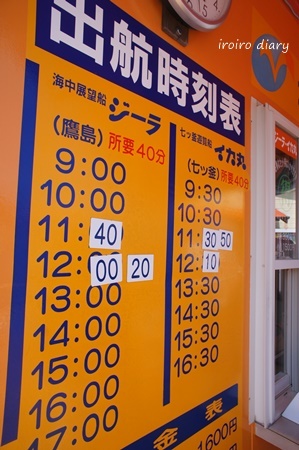 iroiro diary
出航時刻表
海中展望船 ジーラ
(鷹島) 所要40分
9:00
10:00
11:40
12:00 20
13:00
14:00
15:00
16:00
17:00
七ッ釜遊覧船 イカ丸
(七ッ釜) 所要40分
9:30
10:30
11:30 50
12:10
13:30
14:30
15:30
16:30
金 表
1600円